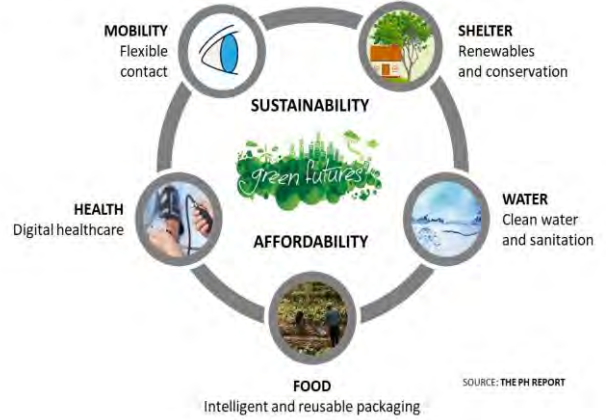 MOBILITY
Flexible
contact
SHELTER
Renewables
and conservation
SUSTAINABILITY
green futures
HEALTH
Digital healthcare
WATER
Clean water
and sanitation
AFFORDABILITY
FOOD
Intelligent and reusable packaging
SOURCE: THE PH REPORT